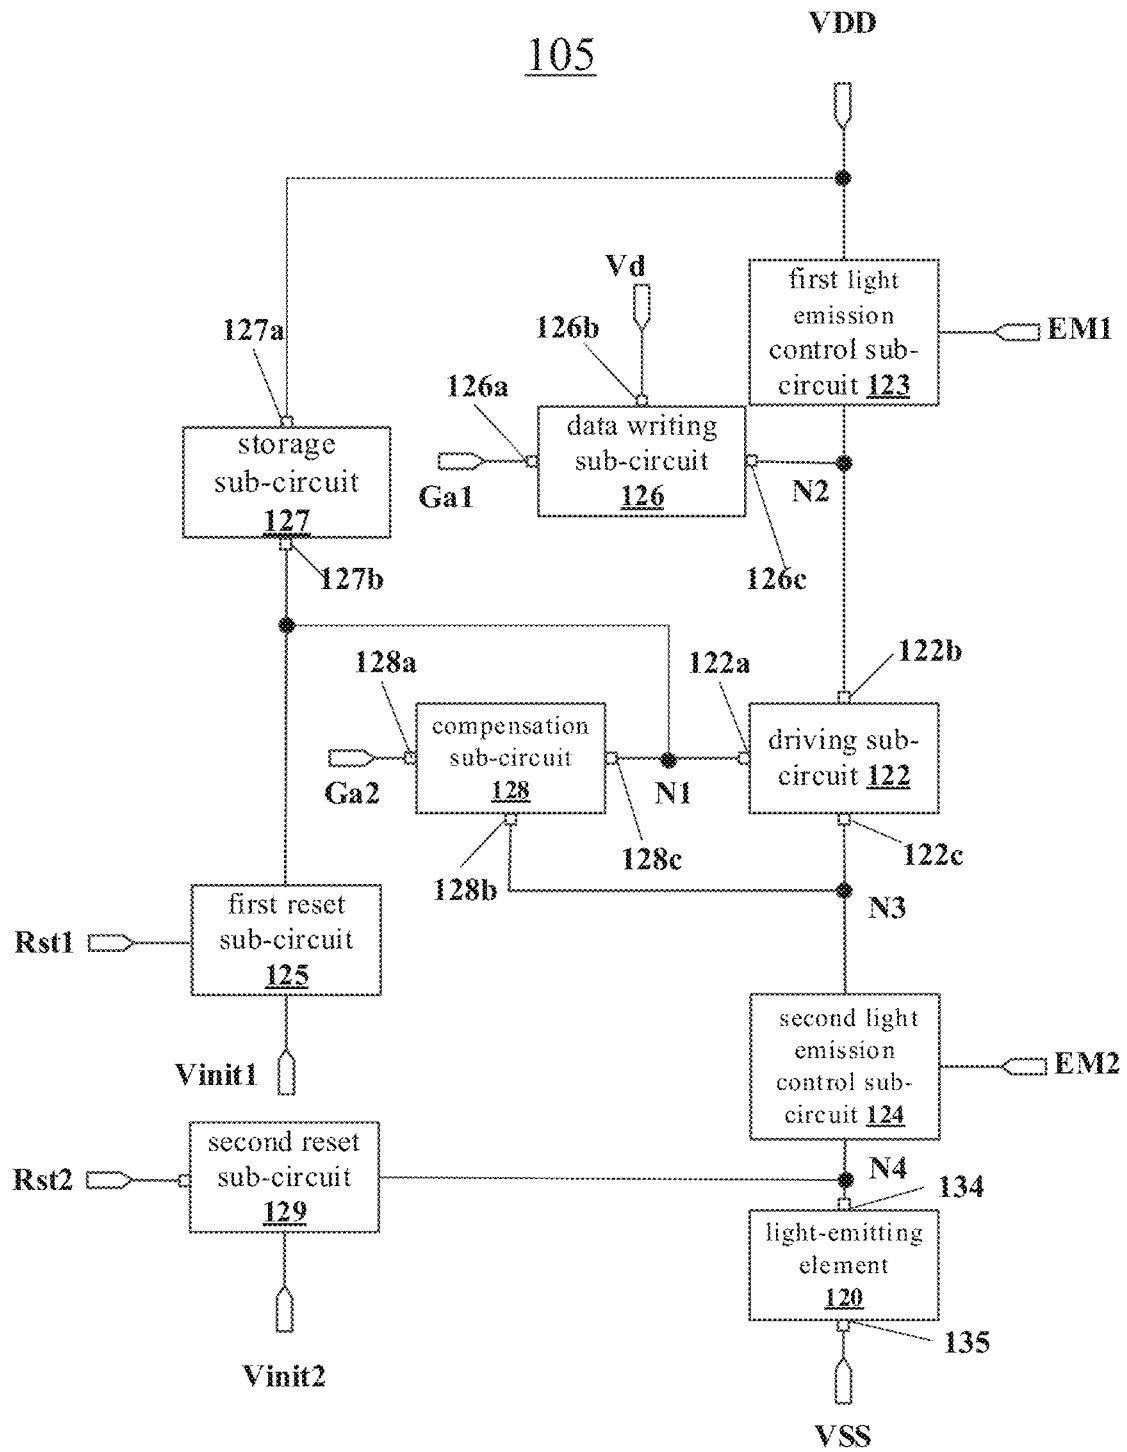 VDD
105
Vd
first light
emission
control sub-
circuit 123
EM1
127a
126b
126a
storage
sub-circuit
127
data writing
sub-circuit
126
Ga1
N2
127b
126c
128a
122a
122b
compensation
sub-circuit
128
driving sub-
circuit 122
Ga2
N1
128b
128c
122c
N3
Rst1
first reset
sub-circuit
125
Vinit1
second light
emission
control sub-
circuit 124
EM2
Rst2
second reset
sub-circuit
129
N4
134
light-emitting
element
120
135
Vinit2
VSS